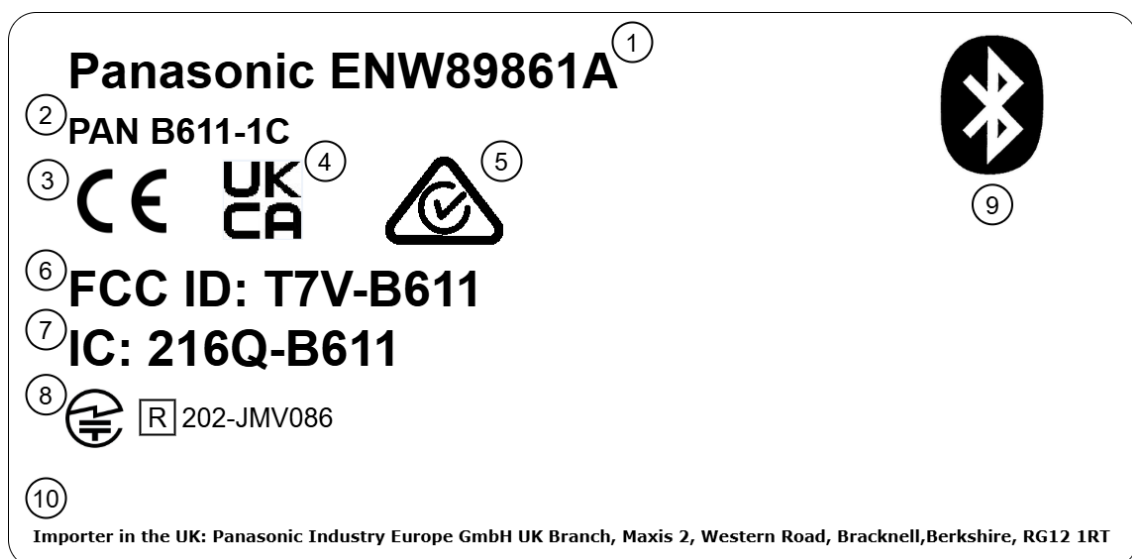 Panasonic ENW89861A 1
2 PAN B611-1C
3 CE UK CA 4 5
9
6 FCC ID: T7V-B611
7 IC: 216Q-B611
8 R 202-JMV086
10
Importer in the UK: Panasonic Industry Europe GmbH UK Branch, Maxis 2, Western Road, Bracknell,Berkshire, RG12 1RT